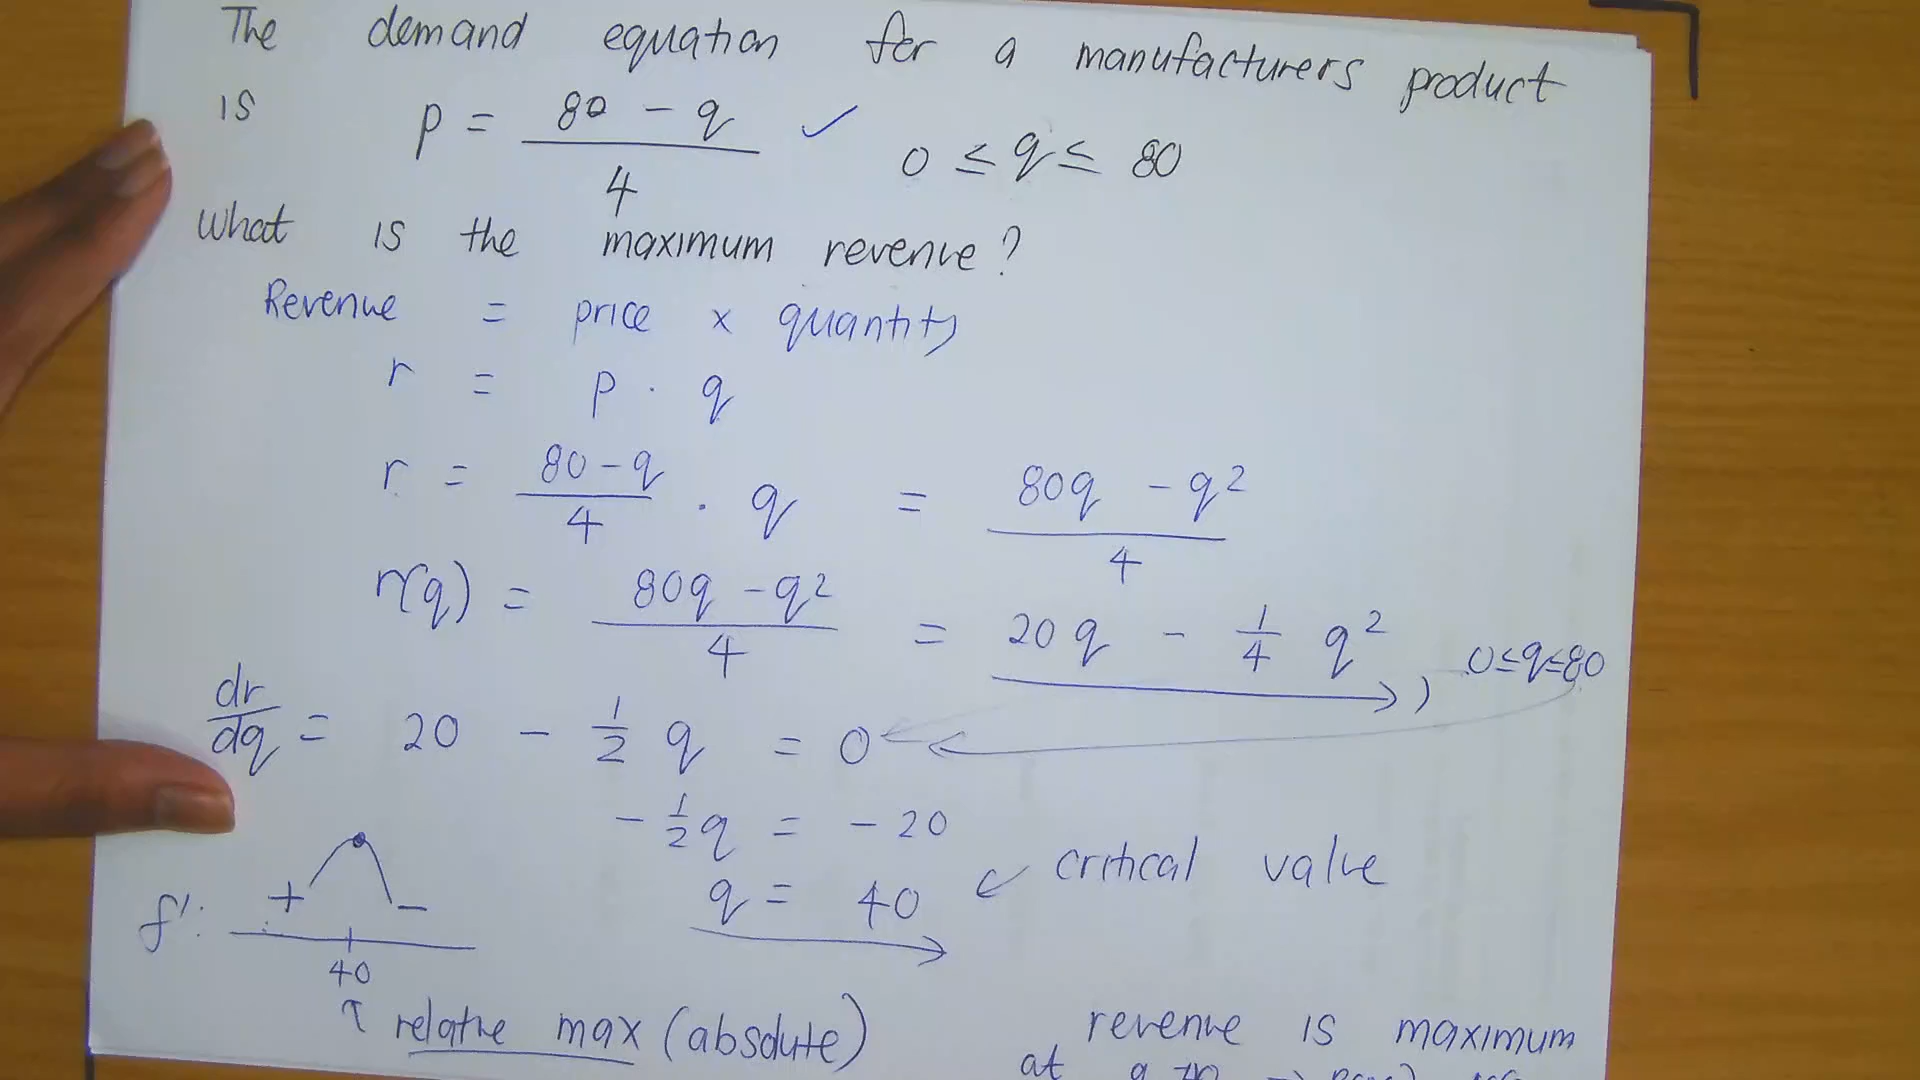 The demand equation for a manufacturers product
is p = (80 - q)/4 ✓ 0 ≤ q ≤ 80
What is the maximum revenue?
Revenue = price x quantity
r = p · q
r = (80-q)/4 · q = (80q - q²)/4
r(q) = (80q - q²)/4 = 20q - 1/4 q², 0≤q≤80
dr/dq = 20 - 1/2 q = 0
-1/2q = -20
q = 40 critical value
f': + -
40
relative max (absolute)
revenue is maximum
at